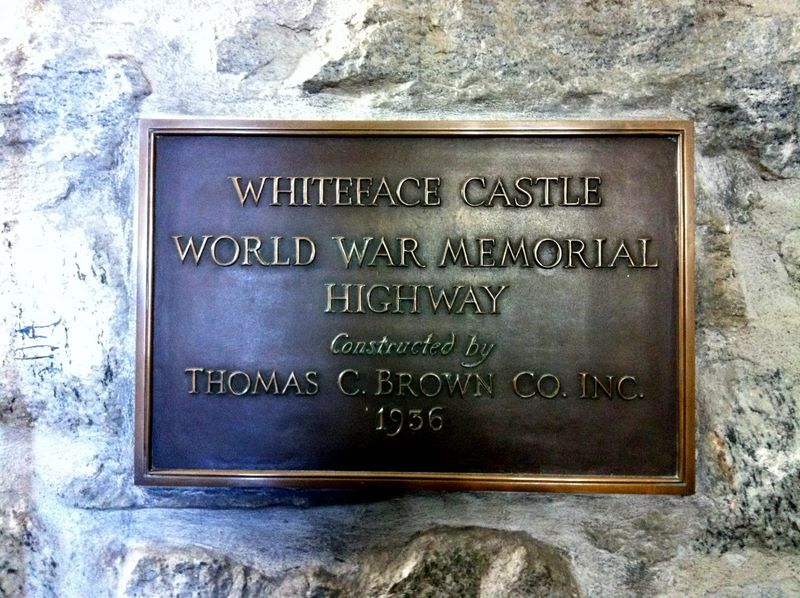 WHITEFACE CASTLE
WORLD WAR MEMORIAL
HIGHWAY
Constructed by
THOMAS C. BROWN CO. INC.
1936